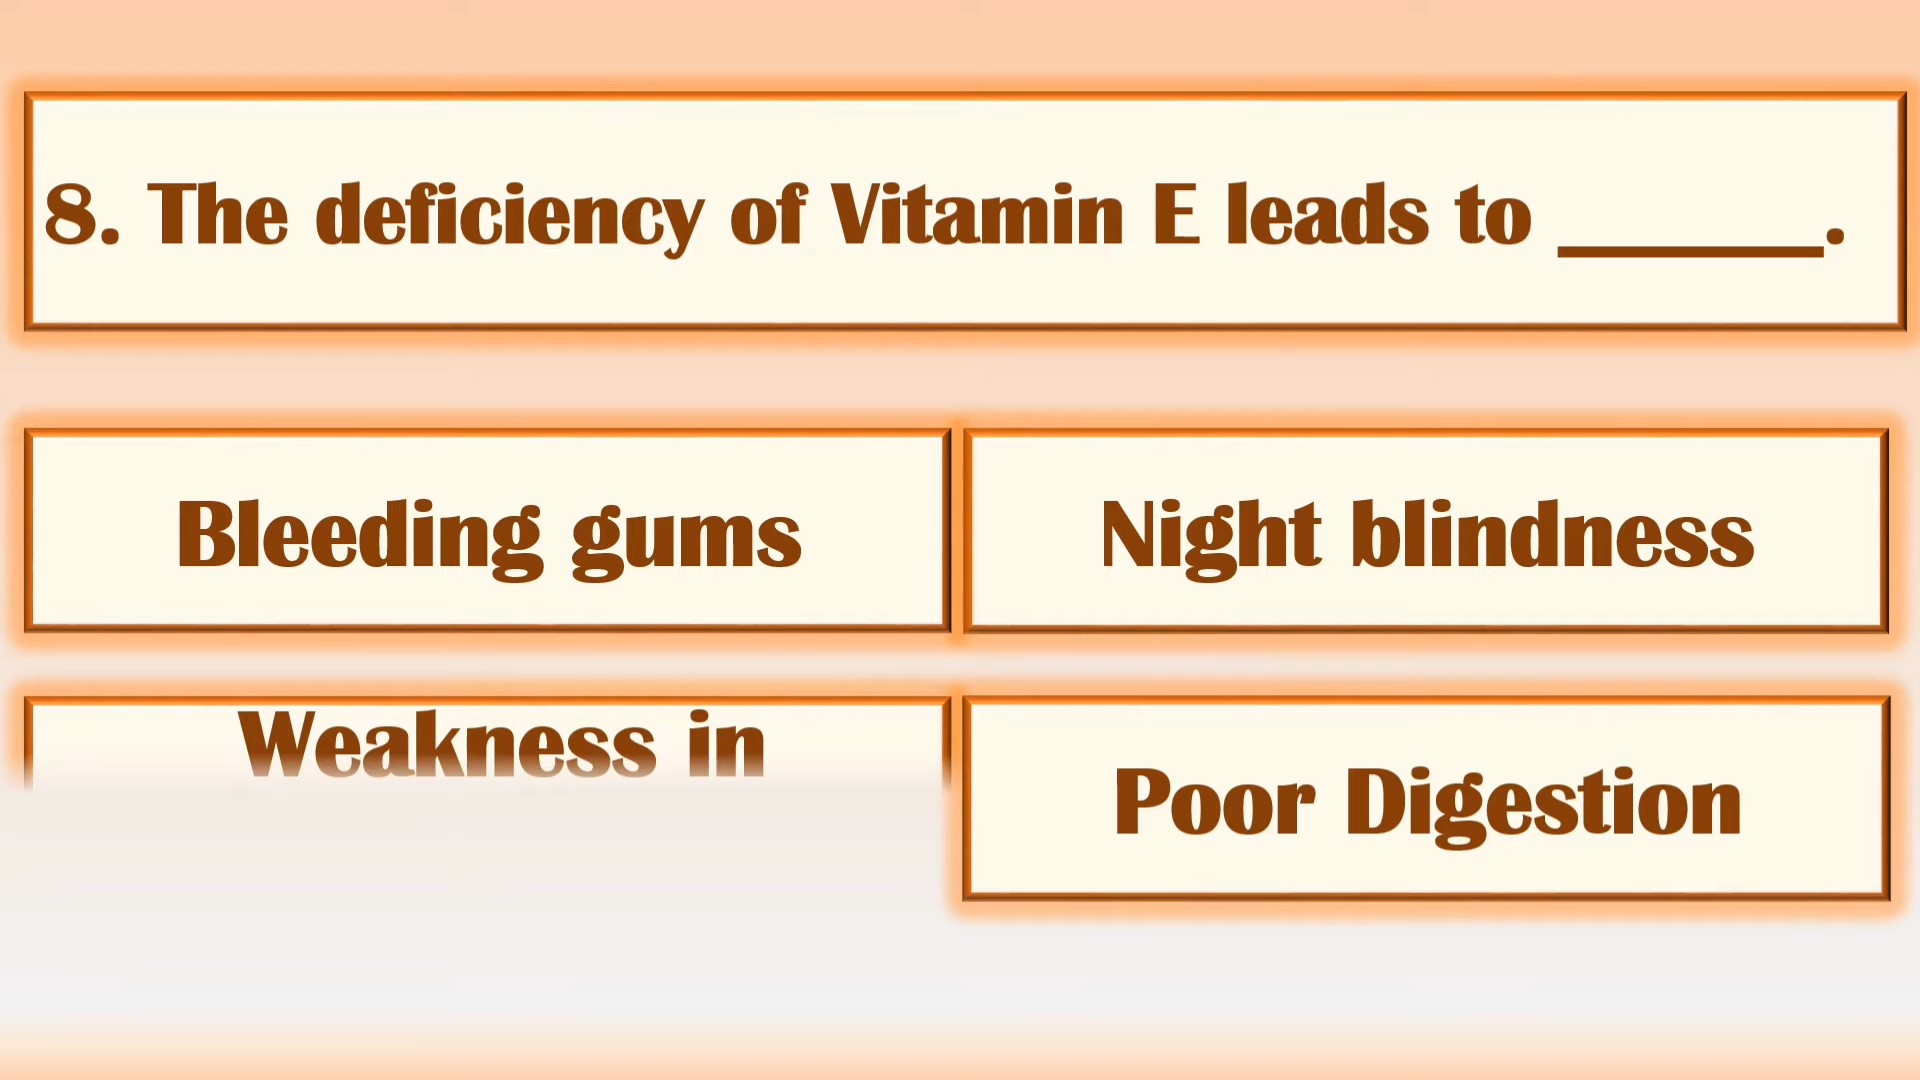 8. The deficiency of Vitamin E leads to ______.
Bleeding gums
Night blindness
Weakness in
Poor Digestion